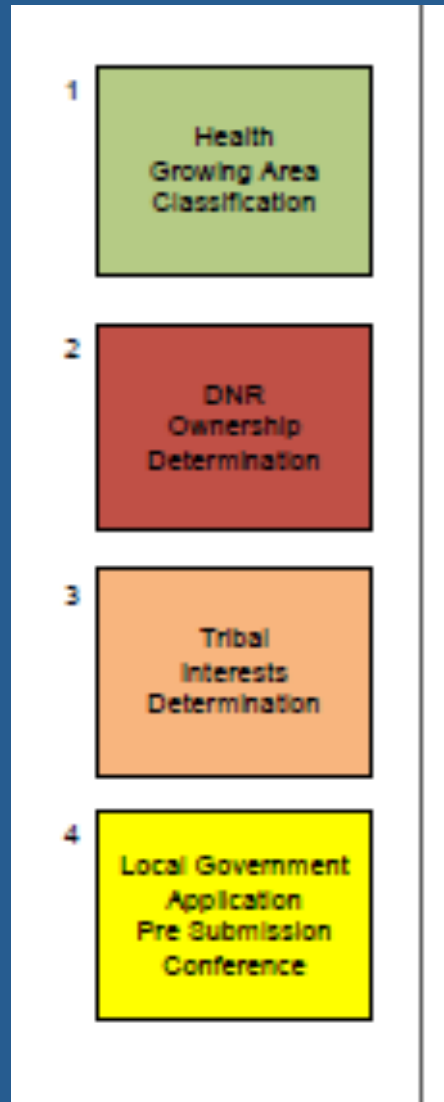 1
Health
Growing Area
Classification
2
DNR
Ownership
Determination
3
Tribal
Interests
Determination
4
Local Government
Application
Pre Submission
Conference